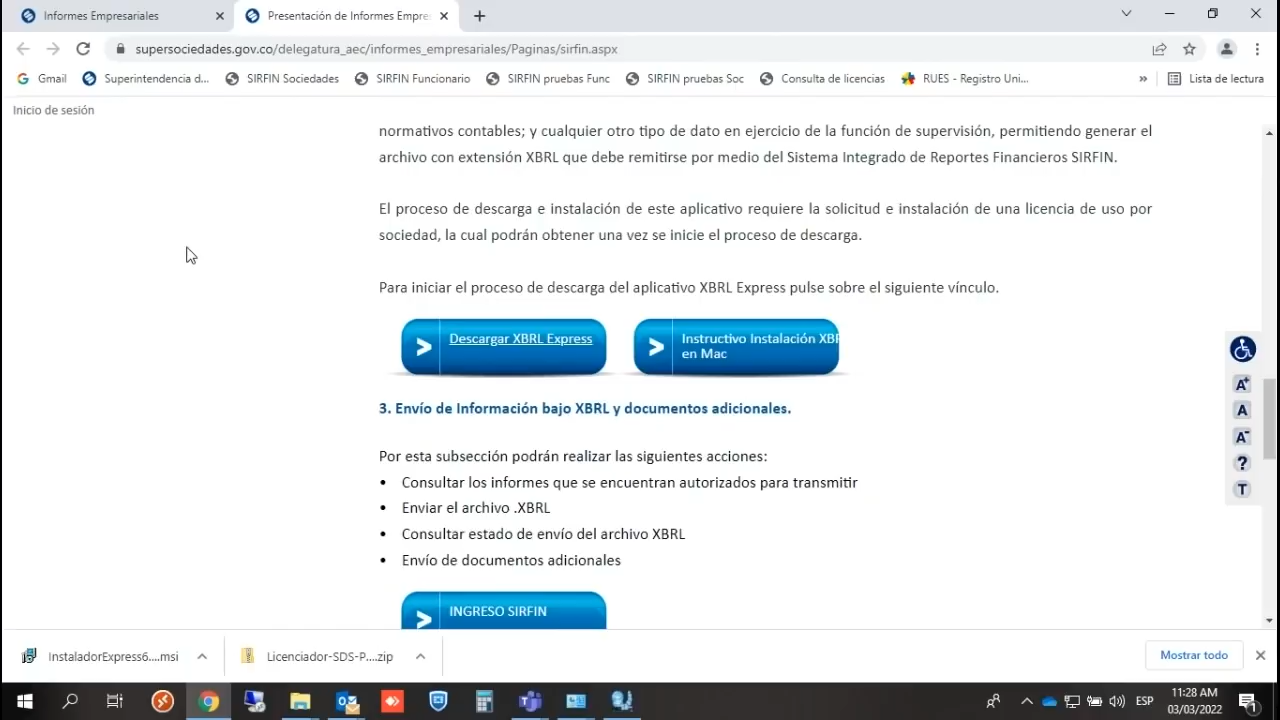 Informes Empresariales
Presentación de Informes Empre
supersociedades.gov.co/delegatura_aec/informes_empresariales/Paginas/sirfin.aspx
Gmail
Superintendencia d...
SIRFIN Sociedades
SIRFIN Funcionario
SIRFIN pruebas Func
SIRFIN pruebas Soc
Consulta de licencias
RUES - Registro Uni...
»
Lista de lectura
Inicio de sesión
normativos contables; y cualquier otro tipo de dato en ejercicio de la función de supervisión, permitiendo generar el
archivo con extensión XBRL que debe remitirse por medio del Sistema Integrado de Reportes Financieros SIRFIN.
El proceso de descarga e instalación de este aplicativo requiere la solicitud e instalación de una licencia de uso por
sociedad, la cual podrán obtener una vez se inicie el proceso de descarga.
Para iniciar el proceso de descarga del aplicativo XBRL Express pulse sobre el siguiente vínculo.
> Descargar XBRL Express
> Instructivo Instalación XBR
en Mac
3. Envío de Información bajo XBRL y documentos adicionales.
Por esta subsección podrán realizar las siguientes acciones:
• Consultar los informes que se encuentran autorizados para transmitir
• Enviar el archivo .XBRL
• Consultar estado de envío del archivo XBRL
• Envío de documentos adicionales
> INGRESO SIRFIN
A+
A
A-
?
T
InstaladorExpress6....msi
Licenciador-SDS-P....zip
Mostrar todo
ESP
11:28 AM
03/03/2022
1